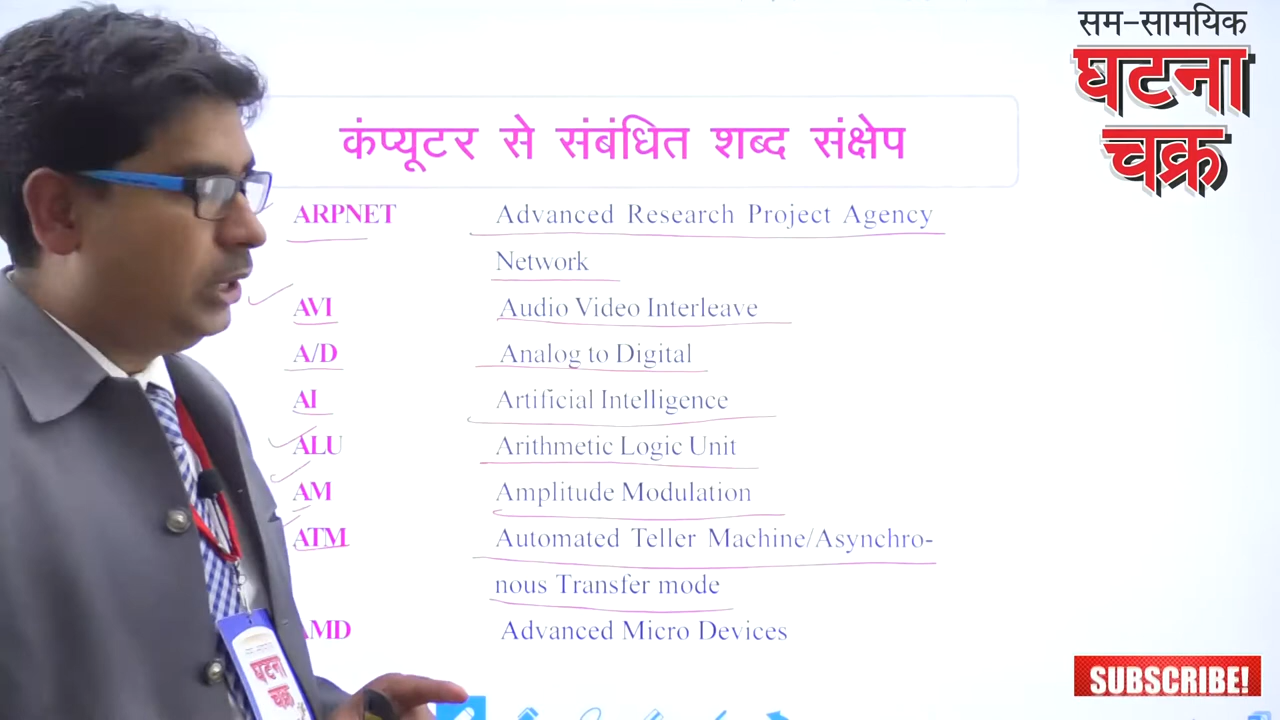 सम-सामयिक
घटना
चक्र
कंप्यूटर से संबंधित शब्द संक्षेप
ARPNET Advanced Research Project Agency
Network
AVI Audio Video Interleave
A/D Analog to Digital
AI Artificial Intelligence
ALU Arithmetic Logic Unit
AM Amplitude Modulation
ATM Automated Teller Machine/Asynchro-
nous Transfer mode
AMD Advanced Micro Devices
घटना
चक्र
SUBSCRIBE!